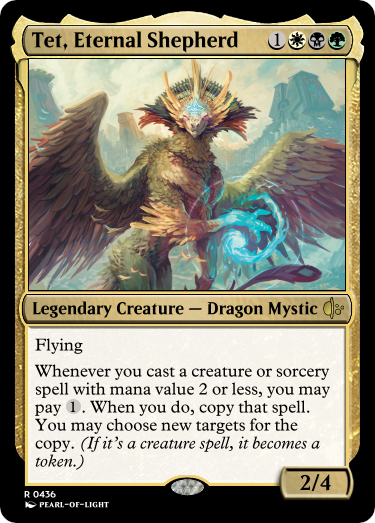 Tet, Eternal Shepherd 1
Legendary Creature — Dragon Mystic
Flying
Whenever you cast a creature or sorcery
spell with mana value 2 or less, you may
pay 1. When you do, copy that spell.
You may choose new targets for the
copy. (If it's a creature spell, it becomes a
token.)
2/4
R 0436
PEARL-OF-LIGHT